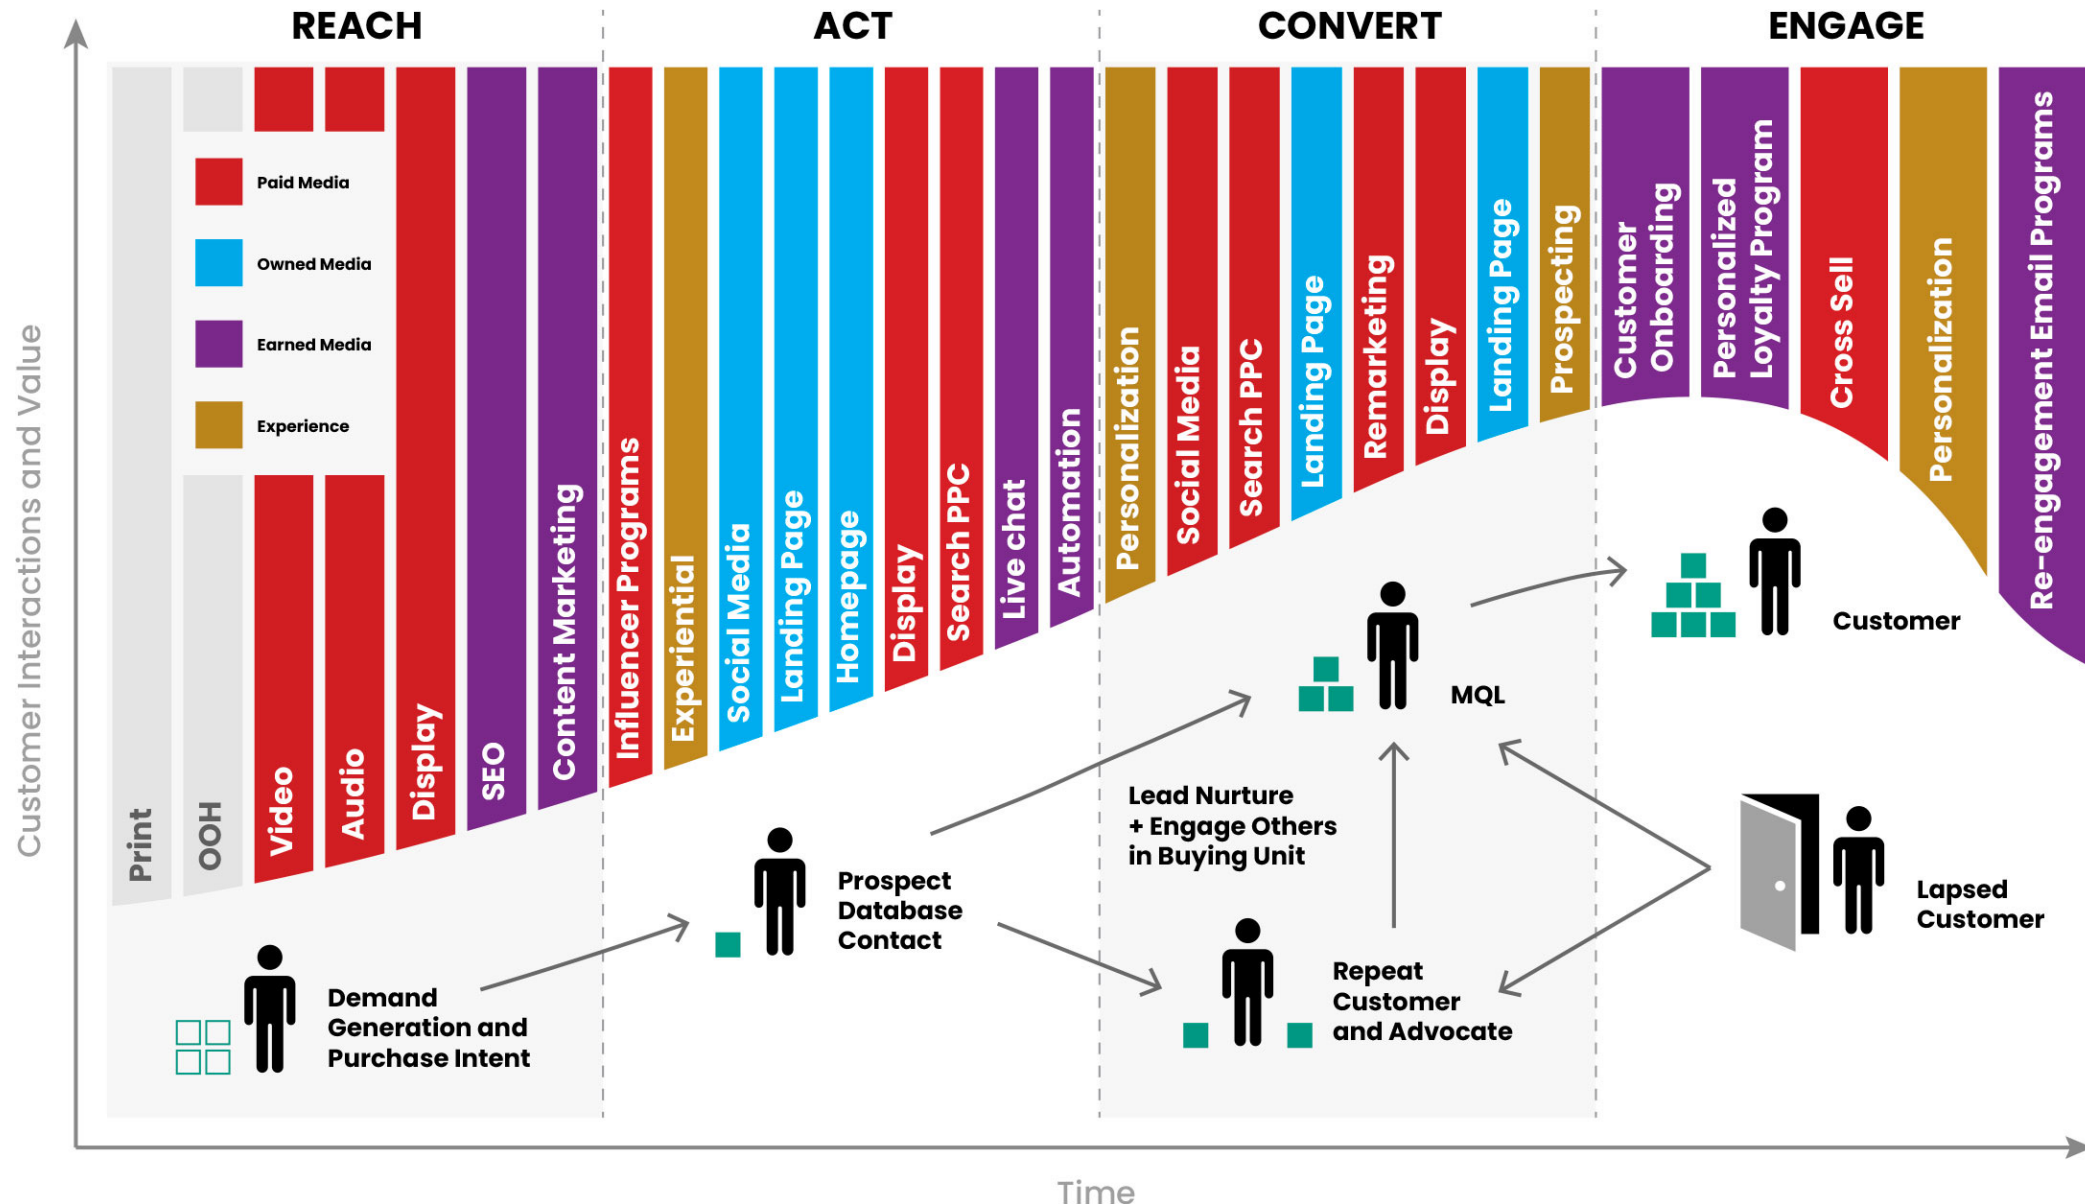 REACH
ACT
CONVERT
ENGAGE
Customer Interactions and Value
Paid Media
Owned Media
Earned Media
Experience
Print
OOH
Video
Audio
Display
SEO
Content Marketing
Influencer Programs
Experiential
Social Media
Landing Page
Homepage
Display
Search PPC
Live chat
Automation
Personalization
Social Media
Search PPC
Landing Page
Remarketing
Display
Landing Page
Prospecting
Customer
Onboarding
Personalized
Loyalty Program
Cross Sell
Personalization
Re-engagement Email Programs
Demand
Generation and
Purchase Intent
Prospect
Database
Contact
Lead Nurture
+ Engage Others
in Buying Unit
MQL
Repeat
Customer
and Advocate
Customer
Lapsed
Customer
Time